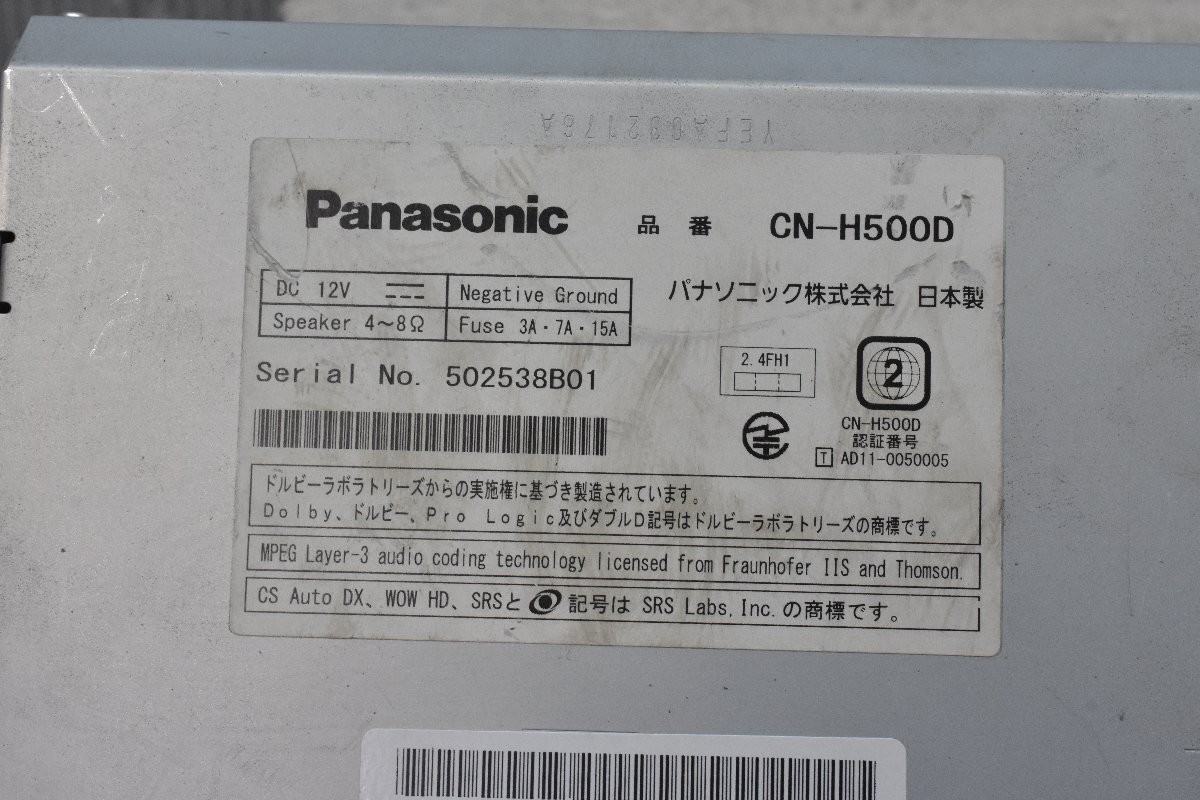 YEFA992176A
Panasonic 品番 CN-H500D
DC 12V Negative Ground
Speaker 4～8Ω Fuse 3A・7A・15A
パナソニック株式会社 日本製
Serial No. 502538B01
2.4FH1
2
CN-H500D
認証番号
T AD11-0050005
ドルビーラボラトリーズからの実施権に基づき製造されています。
Dolby、ドルビー、Pro Logic及びダブルD記号はドルビーラボラトリーズの商標です。
MPEG Layer-3 audio coding technology licensed from Fraunhofer IIS and Thomson.
CS Auto DX、WOW HD、SRSと 記号は SRS Labs,Inc.の商標です。